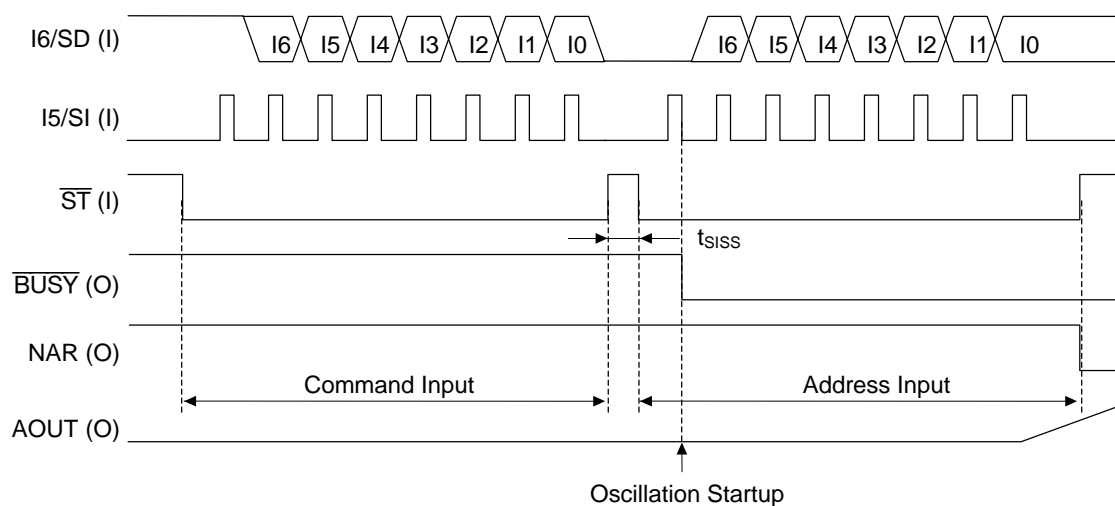 I6/SD (I)
I6 I5 I4 I3 I2 I1 I0 I6 I5 I4 I3 I2 I1 I0
I5/SI (I)
ST (I)
tSISS
BUSY (O)
NAR (O)
Command Input Address Input
AOUT (O)
Oscillation Startup